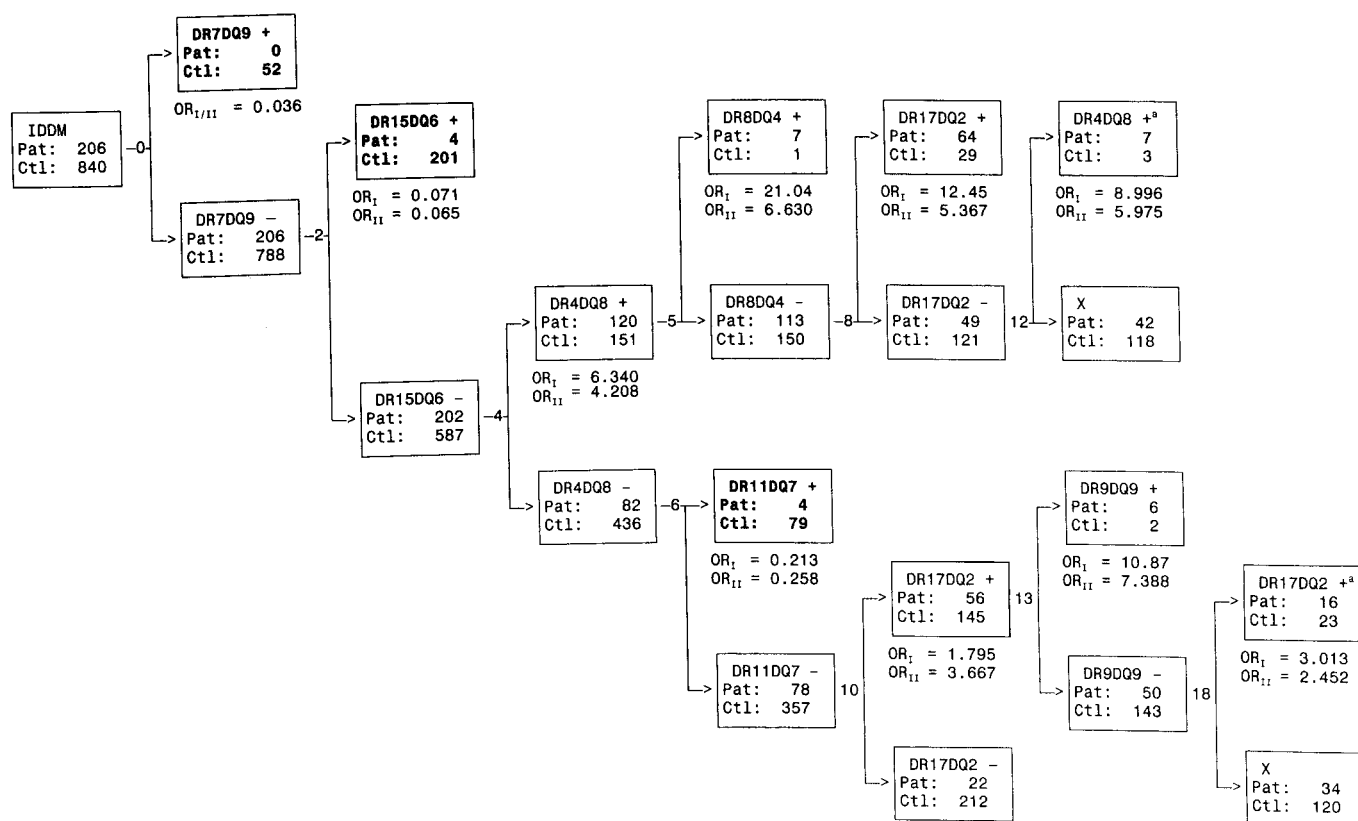 IDDM
Pat: 206
Ctl: 840
—0—
DR7DQ9 +
Pat: 0
Ctl: 52
OR_I/II = 0.036
DR7DQ9 –
Pat: 206
Ctl: 788
—2—
DR15DQ6 +
Pat: 4
Ctl: 201
OR_I = 0.071
OR_II = 0.065
DR15DQ6 –
Pat: 202
Ctl: 587
—4—
DR4DQ8 +
Pat: 120
Ctl: 151
OR_I = 6.340
OR_II = 4.208
—5—
DR8DQ4 +
Pat: 7
Ctl: 1
OR_I = 21.04
OR_II = 6.630
DR8DQ4 –
Pat: 113
Ctl: 150
—8—
DR17DQ2 +
Pat: 64
Ctl: 29
OR_I = 12.45
OR_II = 5.367
DR17DQ2 –
Pat: 49
Ctl: 121
12
DR4DQ8 +ᵃ
Pat: 7
Ctl: 3
OR_I = 8.996
OR_II = 5.975
X
Pat: 42
Ctl: 118
DR4DQ8 –
Pat: 82
Ctl: 436
—6—
DR11DQ7 +
Pat: 4
Ctl: 79
OR_I = 0.213
OR_II = 0.258
DR11DQ7 –
Pat: 78
Ctl: 357
10
DR17DQ2 +
Pat: 56
Ctl: 145
OR_I = 1.795
OR_II = 3.667
13
DR9DQ9 +
Pat: 6
Ctl: 2
OR_I = 10.87
OR_II = 7.388
DR9DQ9 –
Pat: 50
Ctl: 143
18
DR17DQ2 +ᵃ
Pat: 16
Ctl: 23
OR_I = 3.013
OR_II = 2.452
X
Pat: 34
Ctl: 120
DR17DQ2 –
Pat: 22
Ctl: 212